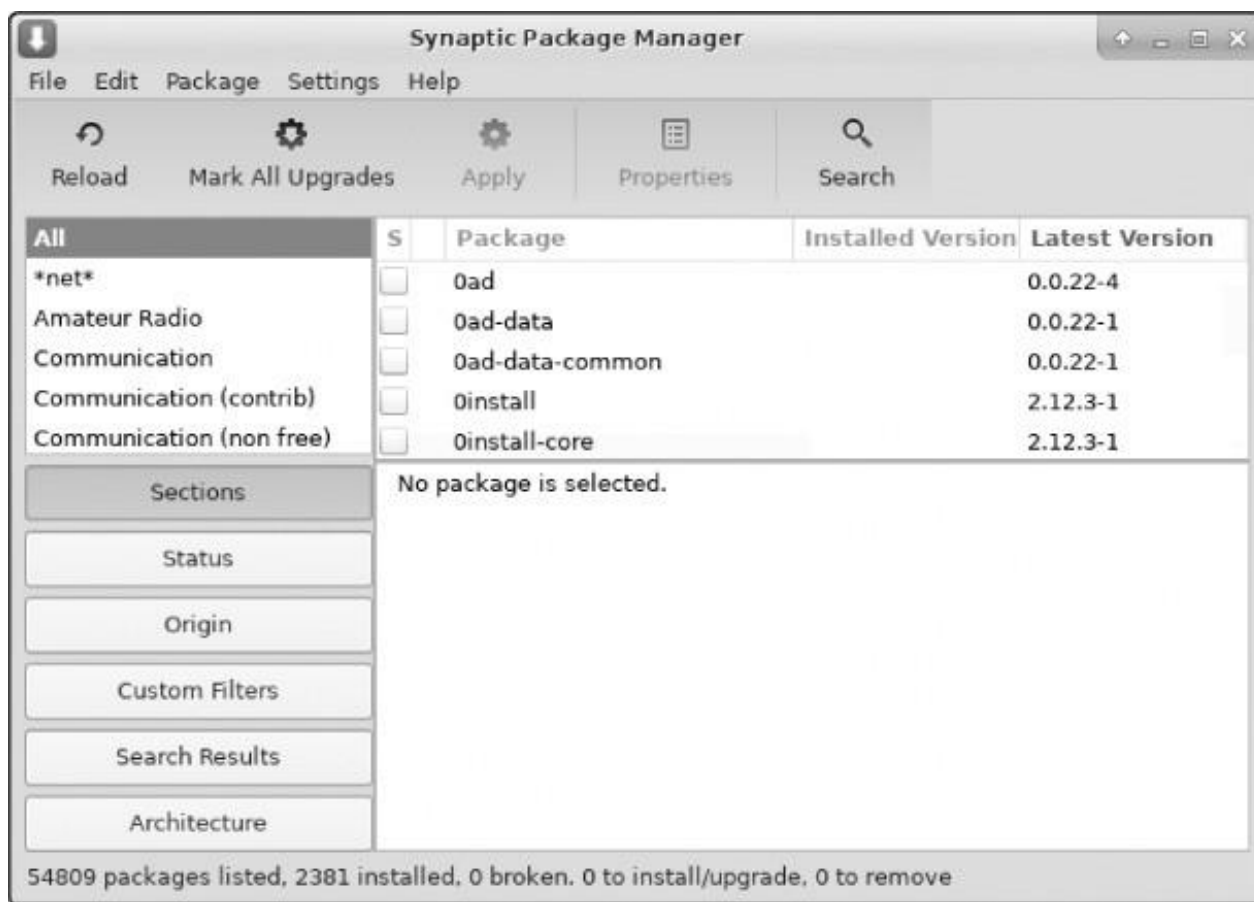 Synaptic Package Manager
File Edit Package Settings Help
Reload Mark All Upgrades Apply Properties Search
All
*net*
Amateur Radio
Communication
Communication (contrib)
Communication (non free)
S Package Installed Version Latest Version
0ad 0.0.22-4
0ad-data 0.0.22-1
0ad-data-common 0.0.22-1
0install 2.12.3-1
0install-core 2.12.3-1
Sections
Status
Origin
Custom Filters
Search Results
Architecture
No package is selected.
54809 packages listed, 2381 installed, 0 broken. 0 to install/upgrade, 0 to remove